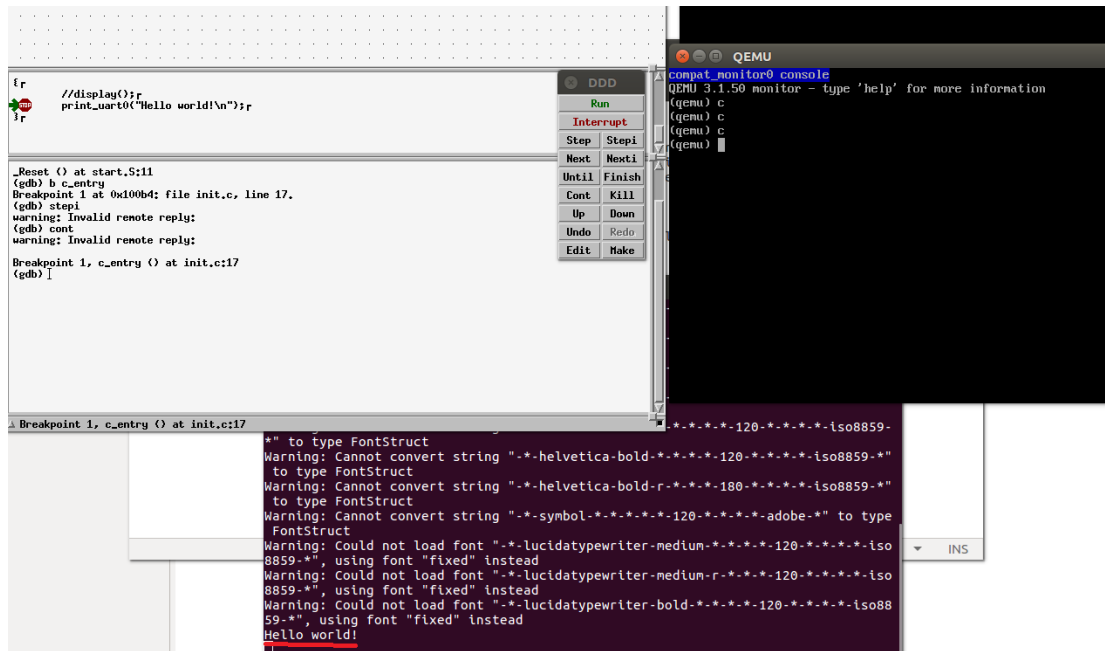 {r
//display();r
STOP print_uart0("Hello world!\n");r
}r
DDD
Run
Interrupt
Step Stepi
Next Nexti
Until Finish
Cont Kill
Up Down
Undo Redo
Edit Make
_Reset () at start.S:11
(gdb) b c_entry
Breakpoint 1 at 0x100b4: file init.c, line 17.
(gdb) stepi
warning: Invalid remote reply:
(gdb) cont
warning: Invalid remote reply:
Breakpoint 1, c_entry () at init.c:17
(gdb)
Breakpoint 1, c_entry () at init.c:17
QEMU
compat_monitor0 console
QEMU 3.1.50 monitor - type 'help' for more information
(qemu) c
(qemu) c
(qemu) c
(qemu)
-*-*-*-*-120-*-*-*-*-iso8859-
*" to type FontStruct
Warning: Cannot convert string "-*-helvetica-bold-*-*-*-*-120-*-*-*-*-iso8859-*"
to type FontStruct
Warning: Cannot convert string "-*-helvetica-bold-r-*-*-*-180-*-*-*-*-iso8859-*"
to type FontStruct
Warning: Cannot convert string "-*-symbol-*-*-*-*-*-120-*-*-*-*-adobe-*" to type
FontStruct
Warning: Could not load font "-*-lucidatypewriter-medium-*-*-*-*-120-*-*-*-*-iso
8859-*", using font "fixed" instead
Warning: Could not load font "-*-lucidatypewriter-medium-r-*-*-*-120-*-*-*-*-iso
8859-*", using font "fixed" instead
Warning: Could not load font "-*-lucidatypewriter-bold-*-*-*-*-120-*-*-*-*-iso88
59-*", using font "fixed" instead
Hello world!
INS